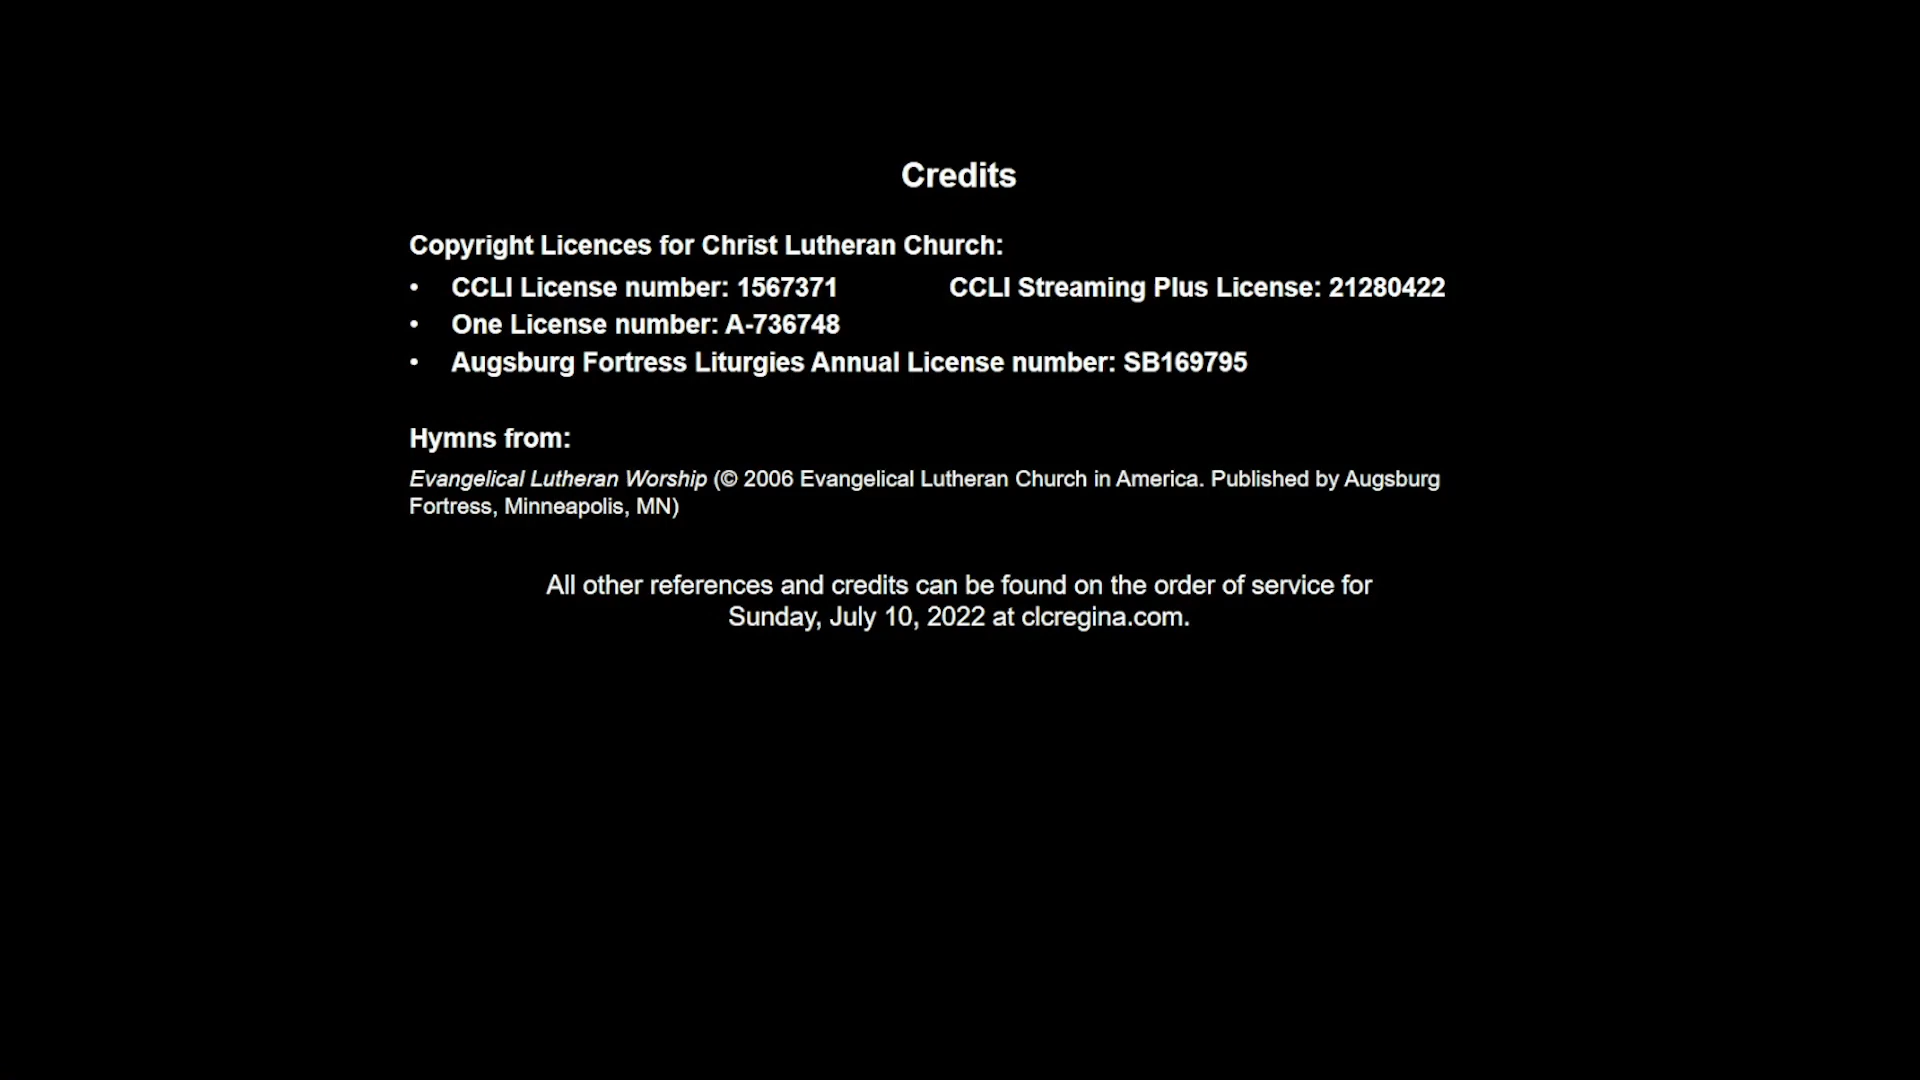 Credits
Copyright Licences for Christ Lutheran Church:
• CCLI License number: 1567371 CCLI Streaming Plus License: 21280422
• One License number: A-736748
• Augsburg Fortress Liturgies Annual License number: SB169795
Hymns from:
Evangelical Lutheran Worship (© 2006 Evangelical Lutheran Church in America. Published by Augsburg
Fortress, Minneapolis, MN)
All other references and credits can be found on the order of service for
Sunday, July 10, 2022 at clcregina.com.